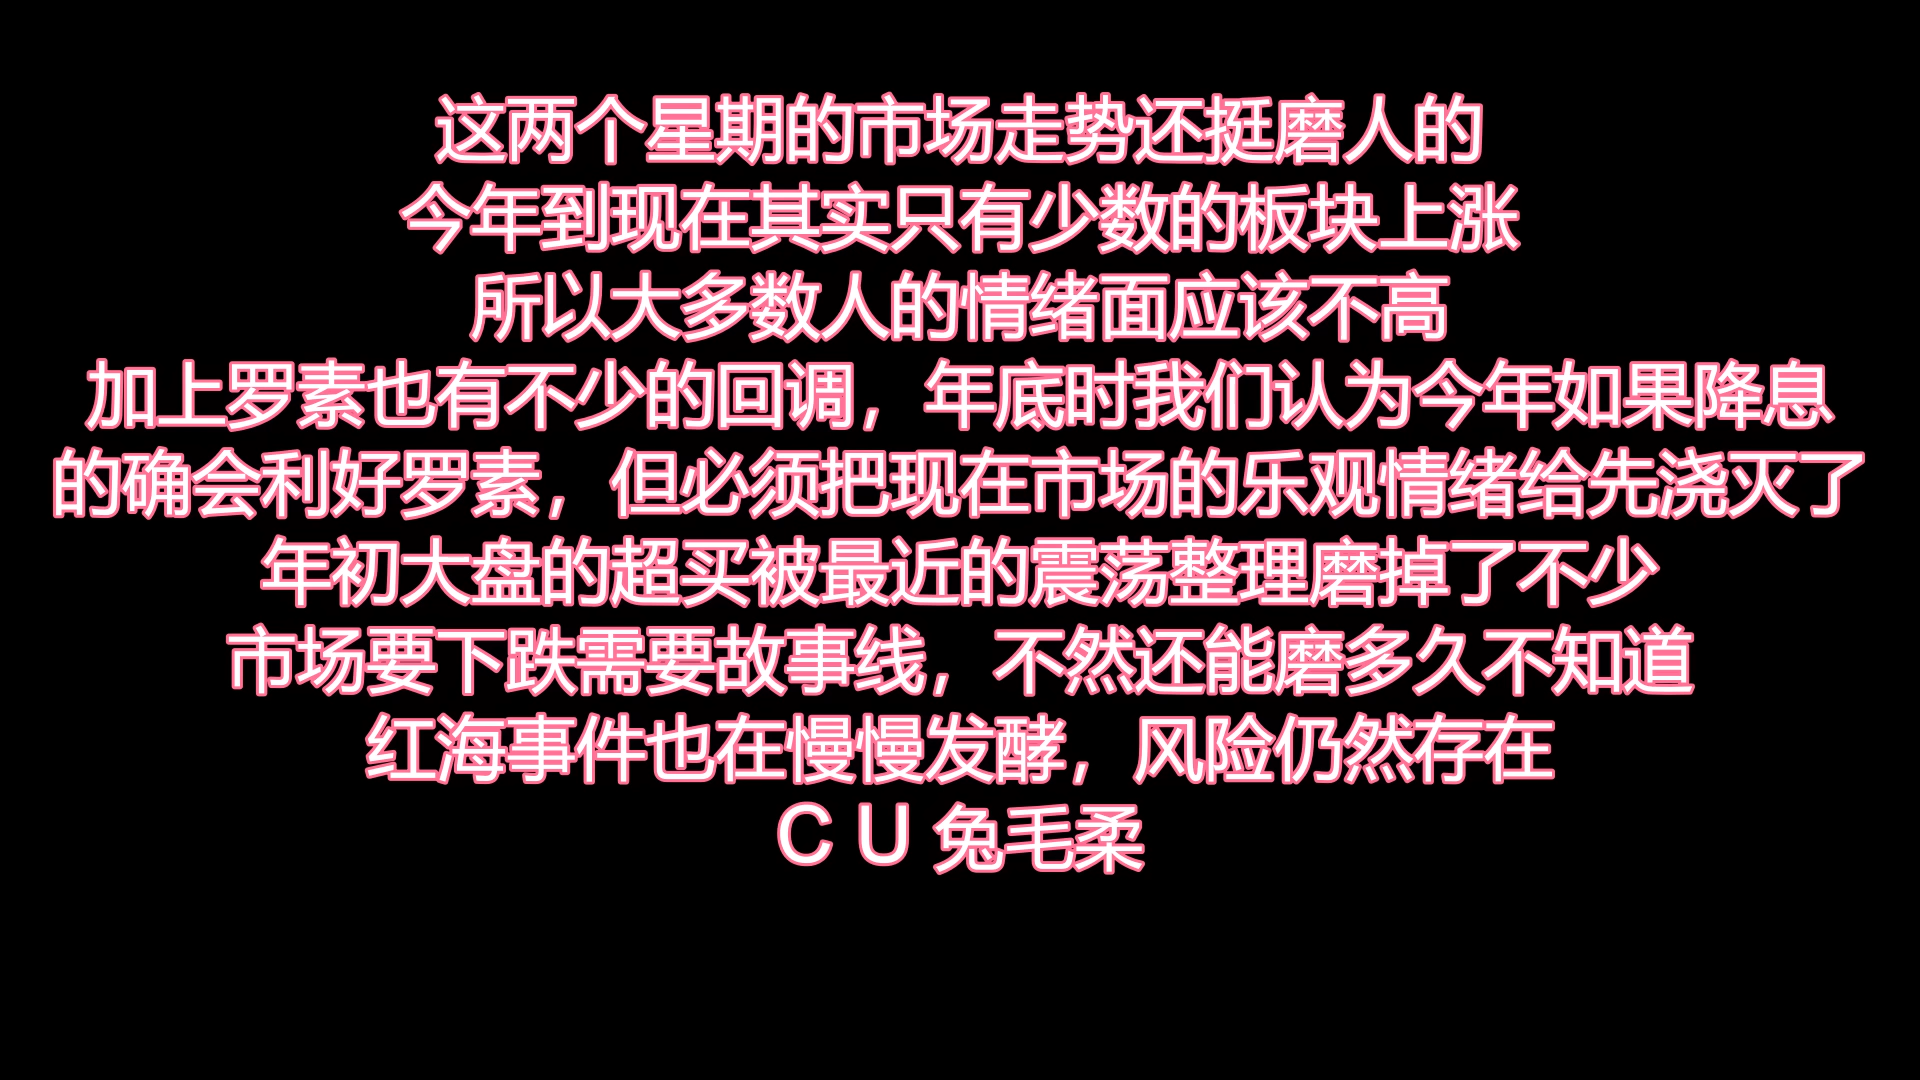 这两个星期的市场走势还挺磨人的
今年到现在其实只有少数的板块上涨
所以大多数人的情绪面应该不高
加上罗素也有不少的回调，年底时我们认为今年如果降息
的确会利好罗素，但必须把现在市场的乐观情绪给先浇灭了
年初大盘的超买被最近的震荡整理磨掉了不少
市场要下跌需要故事线，不然还能磨多久不知道
红海事件也在慢慢发酵，风险仍然存在
C U 兔毛柔